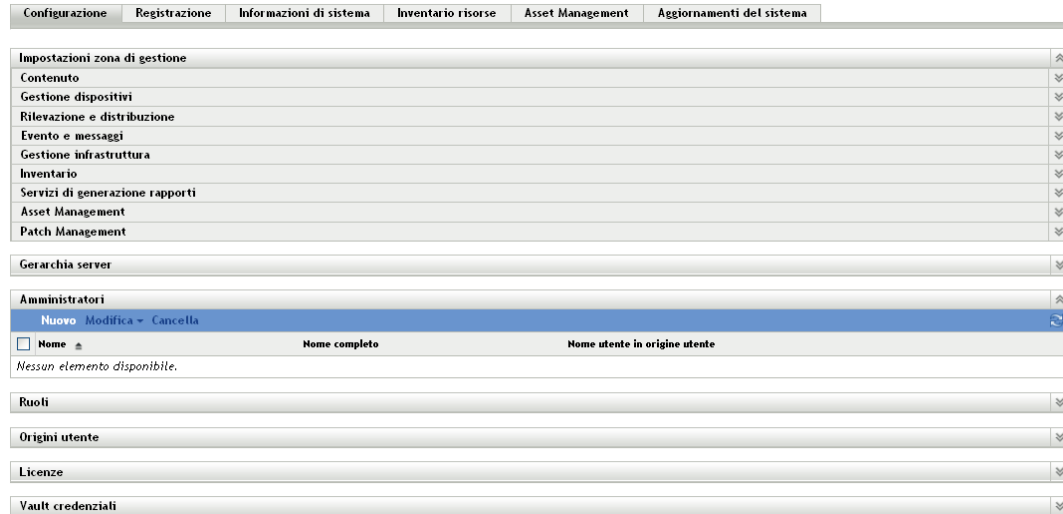 Configurazione Registrazione Informazioni di sistema Inventario risorse Asset Management Aggiornamenti del sistema
Impostazioni zona di gestione
Contenuto
Gestione dispositivi
Rilevazione e distribuzione
Evento e messaggi
Gestione infrastruttura
Inventario
Servizi di generazione rapporti
Asset Management
Patch Management
Gerarchia server
Amministratori
Nuovo Modifica Cancella
Nome Nome completo Nome utente in origine utente
Nessun elemento disponibile.
Ruoli
Origini utente
Licenze
Vault credenziali